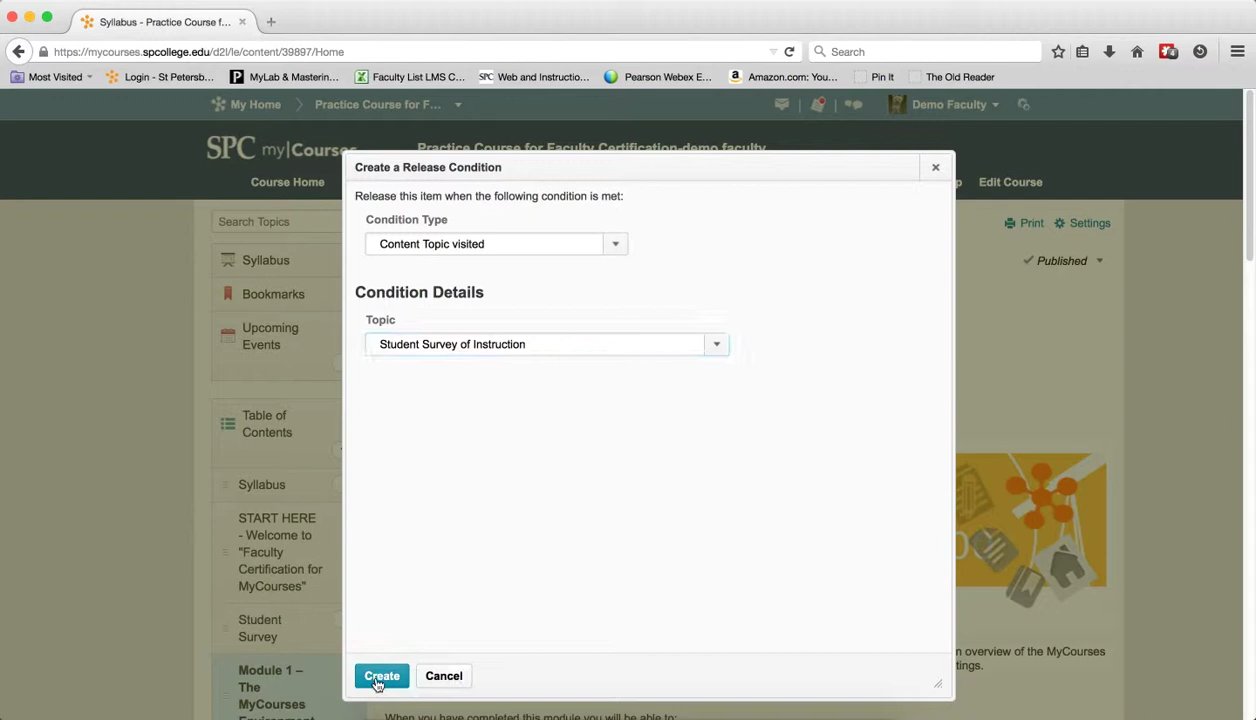 Syllabus - Practice Course f...
https://mycourses.spcollege.edu/d2l/le/content/39897/Home
Search
Most Visited
Login - St Petersb...
MyLab & Mastering...
Faculty List LMS C...
SPC Web and Instructio...
Pearson Webex E...
Amazon.com: You...
Pin It
The Old Reader
My Home
Practice Course for F...
Demo Faculty
SPC my|Courses
Practice Course for Faculty Certification-demo faculty
Course Home
Edit Course
Create a Release Condition
Release this item when the following condition is met:
Condition Type
Content Topic visited
Condition Details
Topic
Student Survey of Instruction
Create
Cancel
Search Topics
Print
Settings
Syllabus
Published
Bookmarks
Upcoming
Events
Table of
Contents
Syllabus
START HERE
- Welcome to
"Faculty
Certification for
MyCourses"
Student
Survey
Module 1 –
The
MyCourses
n overview of the MyCourses
tings.
When you have completed this module you will be able to: